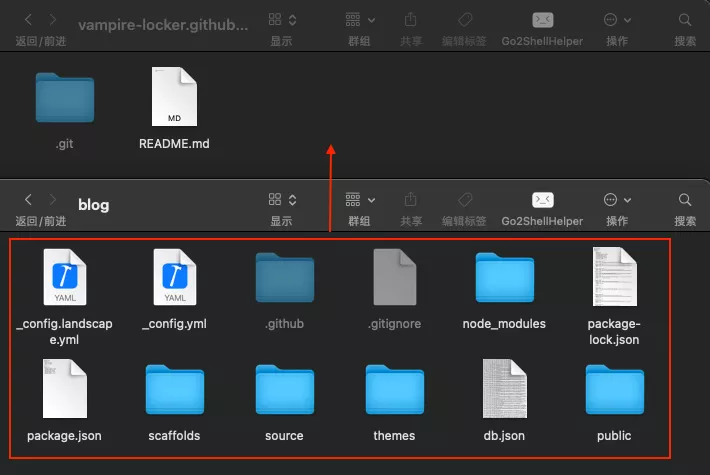 vampire-locker.github...
返回/前进
显示
群组
共享
编辑标签
Go2ShellHelper
操作
搜索
MD
.git
README.md
blog
返回/前进
显示
群组
共享
编辑标签
Go2ShellHelper
操作
搜索
YAML
YAML
_config.landscap
e.yml
_config.yml
.github
.gitignore
node_modules
package-
lock.json
package.json
scaffolds
source
themes
db.json
public